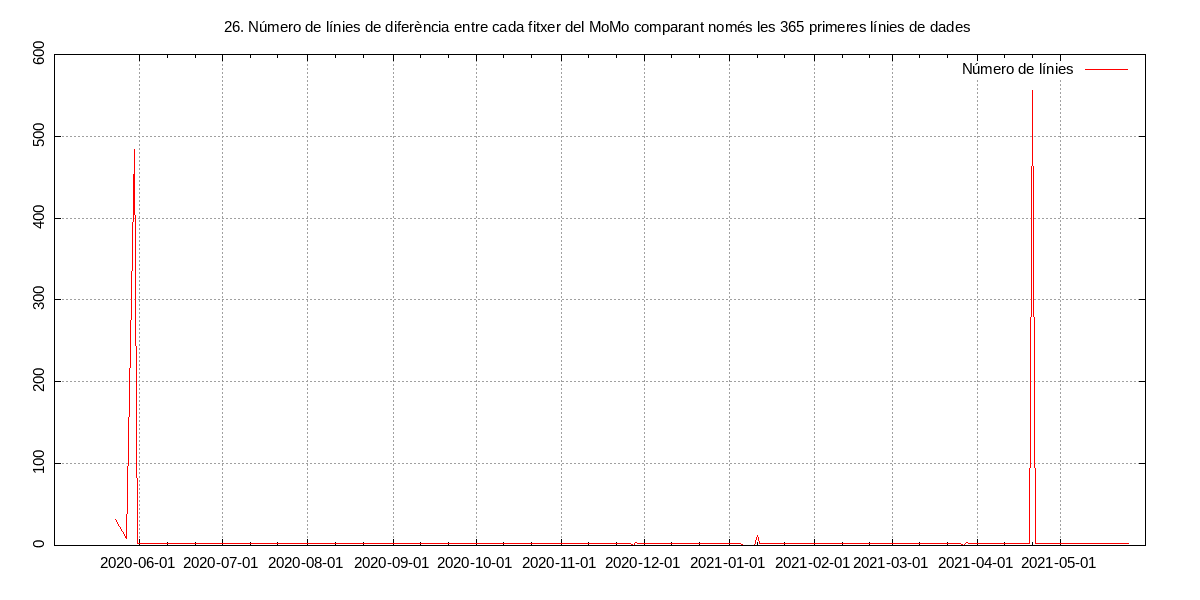 26. Número de línies de diferència entre cada fitxer del MoMo comparant només les 365 primeres línies de dades
Número de línies
600
500
400
300
200
100
0
2020-06-01 2020-07-01 2020-08-01 2020-09-01 2020-10-01 2020-11-01 2020-12-01 2021-01-01 2021-02-01 2021-03-01 2021-04-01 2021-05-01